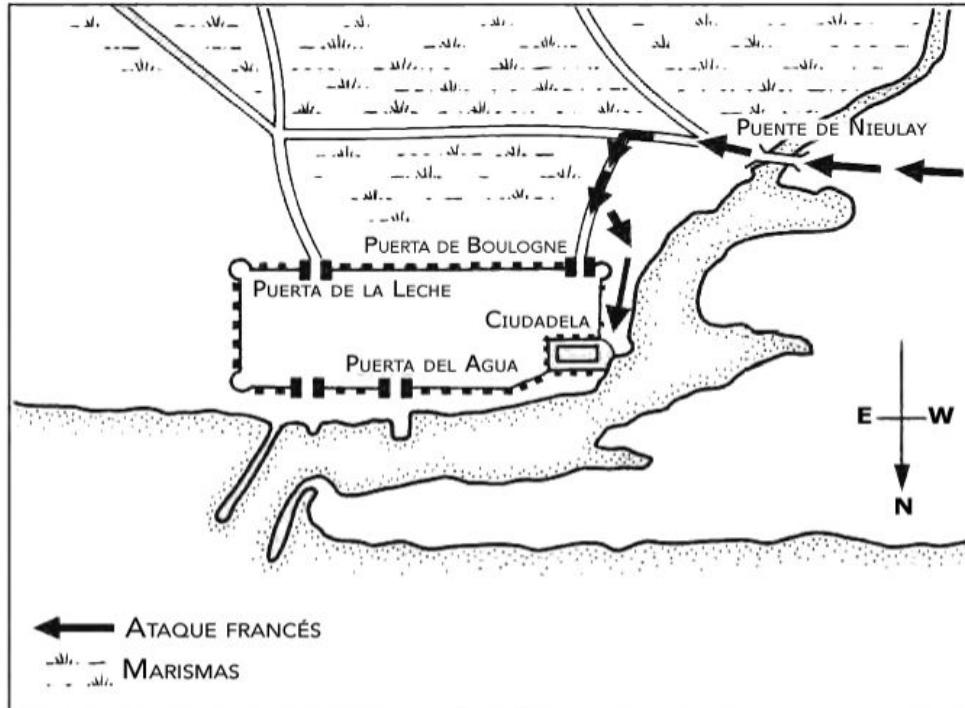 PUENTE DE NIEULAY
PUERTA DE BOULOGNE
PUERTA DE LA LECHE
CIUDADELA
PUERTA DEL AGUA
E W
N
ATAQUE FRANCÉS
MARISMAS